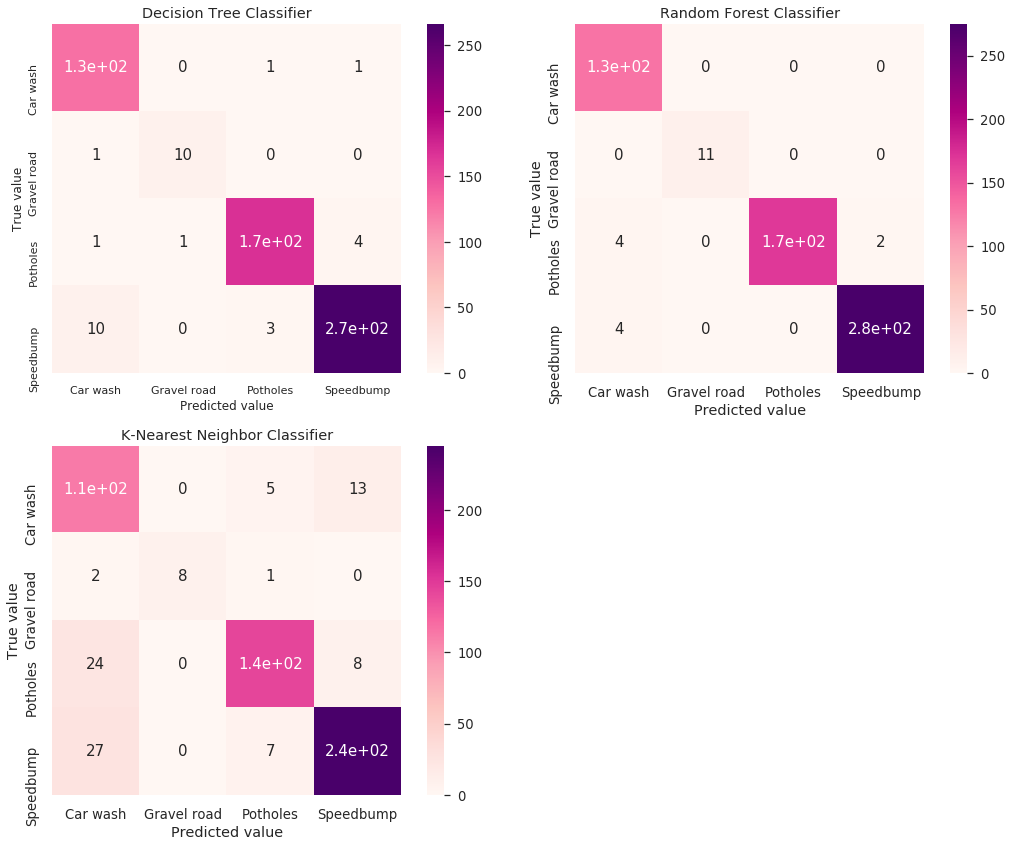 Decision Tree Classifier
True value
Car wash
Gravel road
Potholes
Speedbump
1.3e+02 0 1 1
1 10 0 0
1 1 1.7e+02 4
10 0 3 2.7e+02
Car wash Gravel road Potholes Speedbump
Predicted value
250
200
150
100
50
0
Random Forest Classifier
True value
Car wash
Gravel road
Potholes
Speedbump
1.3e+02 0 0 0
0 11 0 0
4 0 1.7e+02 2
4 0 0 2.8e+02
Car wash Gravel road Potholes Speedbump
Predicted value
250
200
150
100
50
0
K-Nearest Neighbor Classifier
True value
Car wash
Gravel road
Potholes
Speedbump
1.1e+02 0 5 13
2 8 1 0
24 0 1.4e+02 8
27 0 7 2.4e+02
Car wash Gravel road Potholes Speedbump
Predicted value
200
150
100
50
0